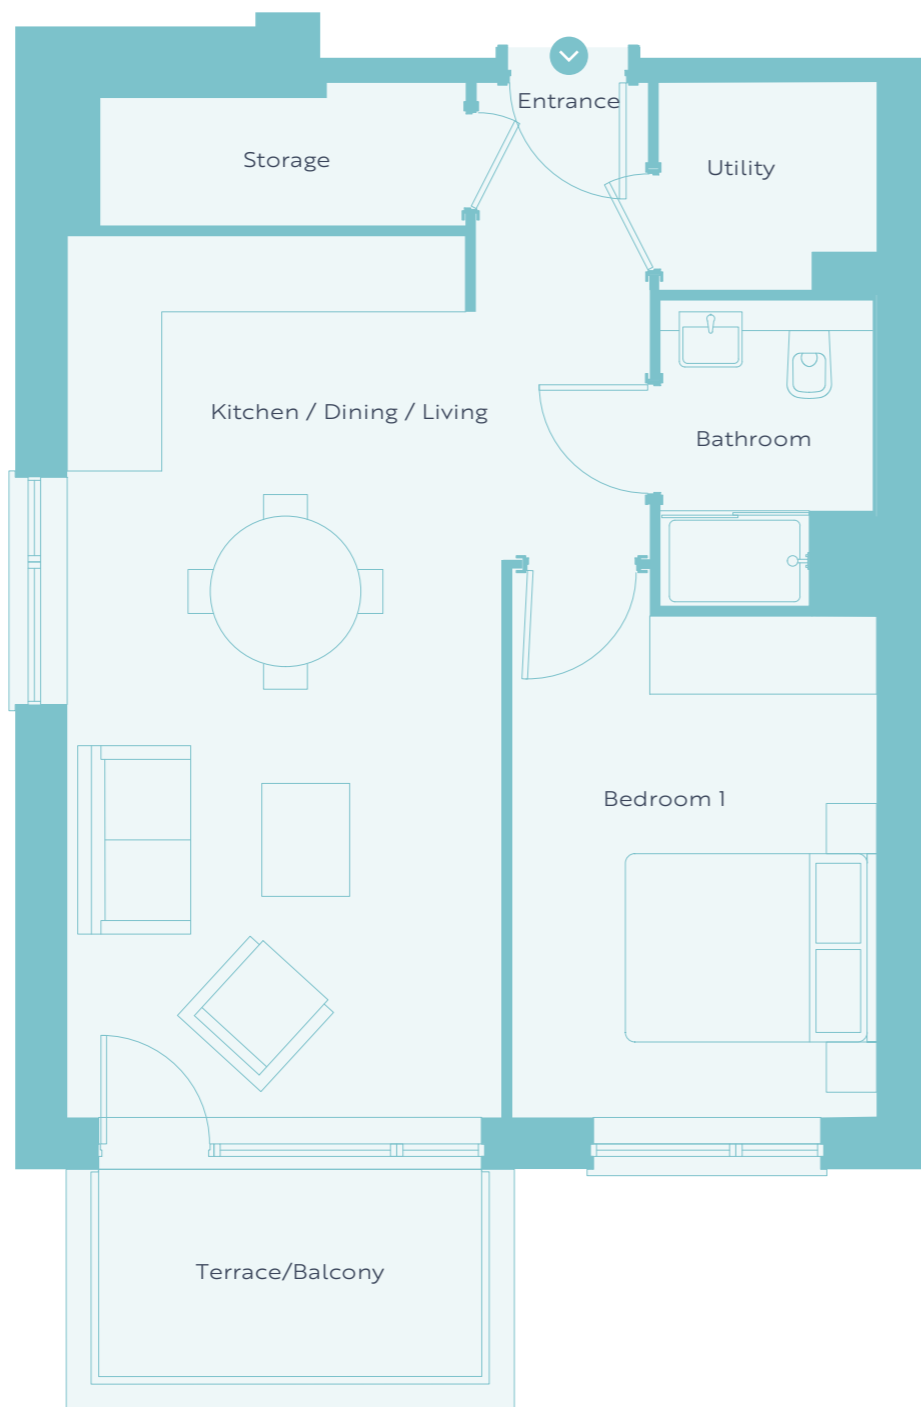 Entrance
Storage
Utility
Kitchen / Dining / Living
Bathroom
Bedroom 1
Terrace/Balcony